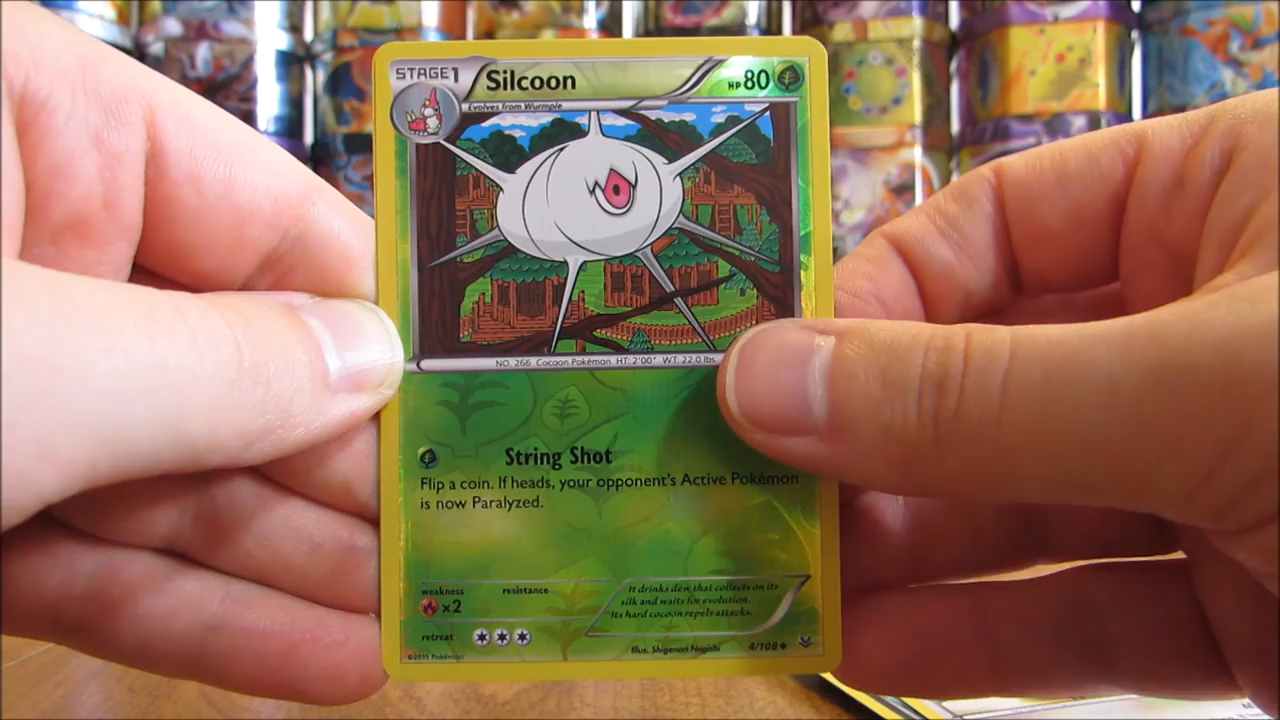 STAGE1 Silcoon HP 80
Evolves from Wurmple
NO. 266 Cocoon Pokémon HT: 2'00" WT: 22.0 lbs
String Shot
Flip a coin. If heads, your opponent's Active Pokémon
is now Paralyzed.
weakness resistance
×2
It drinks dew that collects on its
silk and waits for evolution.
Its hard cocoon repels attacks.
retreat
Illus. Shigenori Negishi 4/108
©2015 Pokémon